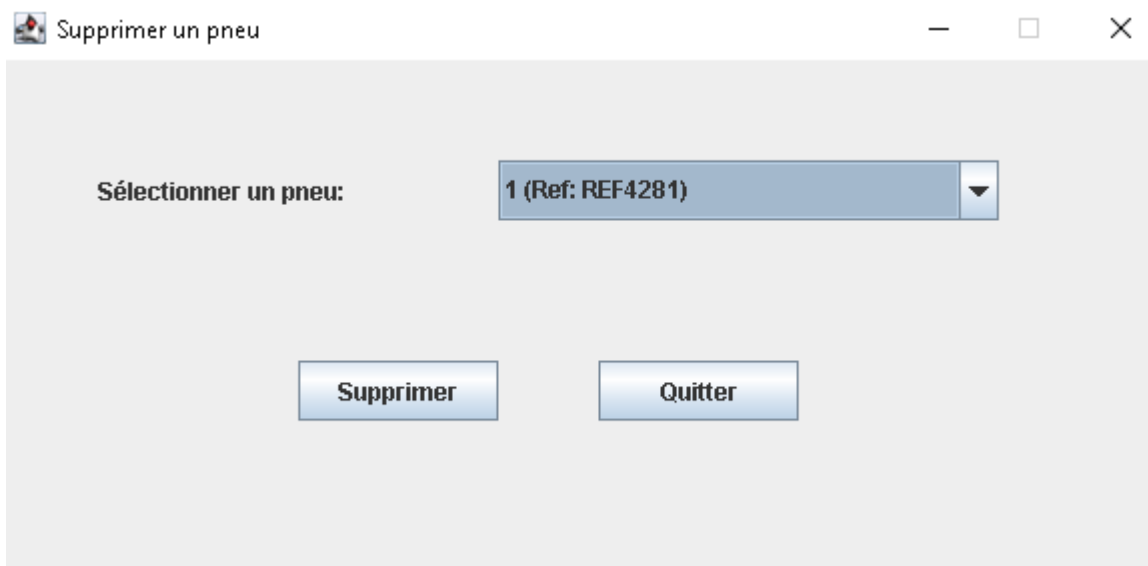 Supprimer un pneu
Sélectionner un pneu:
1 (Ref: REF4281)
Supprimer
Quitter